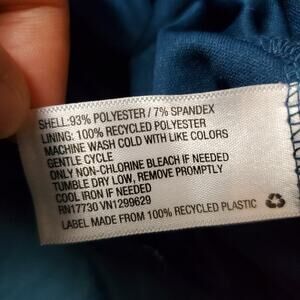 SHELL:93% POLYESTER / 7% SPANDEX
LINING: 100% RECYCLED POLYESTER
MACHINE WASH COLD WITH LIKE COLORS
GENTLE CYCLE
ONLY NON-CHLORINE BLEACH IF NEEDED
TUMBLE DRY LOW, REMOVE PROMPTLY
COOL IRON IF NEEDED
RN17730 VN1299629
LABEL MADE FROM 100% RECYCLED PLASTIC